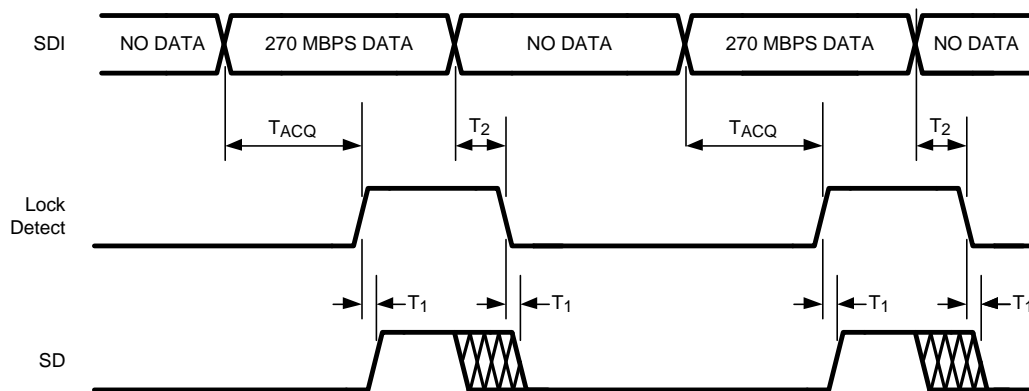 SDI NO DATA 270 MBPS DATA NO DATA 270 MBPS DATA NO DATA
TACQ T2 TACQ T2
Lock
Detect
T1 T1 T1 T1
SD